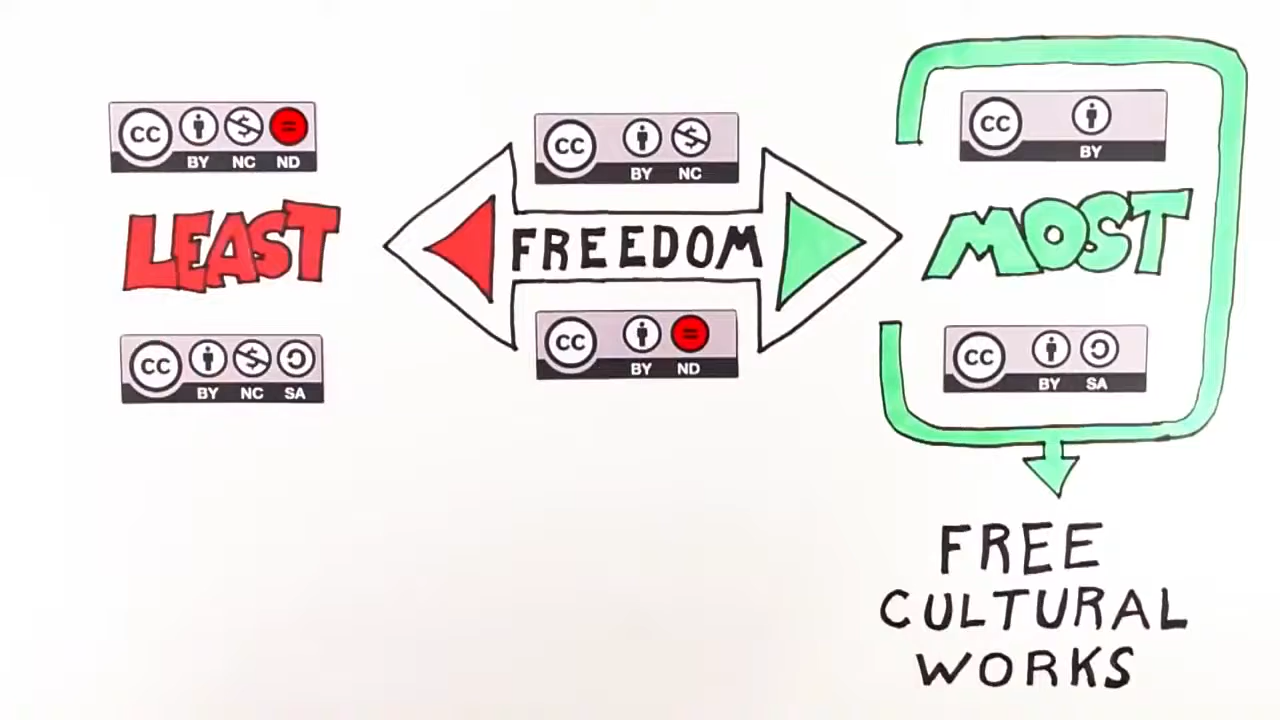 CC BY NC ND
LEAST
CC BY NC SA
CC BY NC
FREEDOM
CC BY ND
CC BY
MOST
CC BY SA
FREE
CULTURAL
WORKS